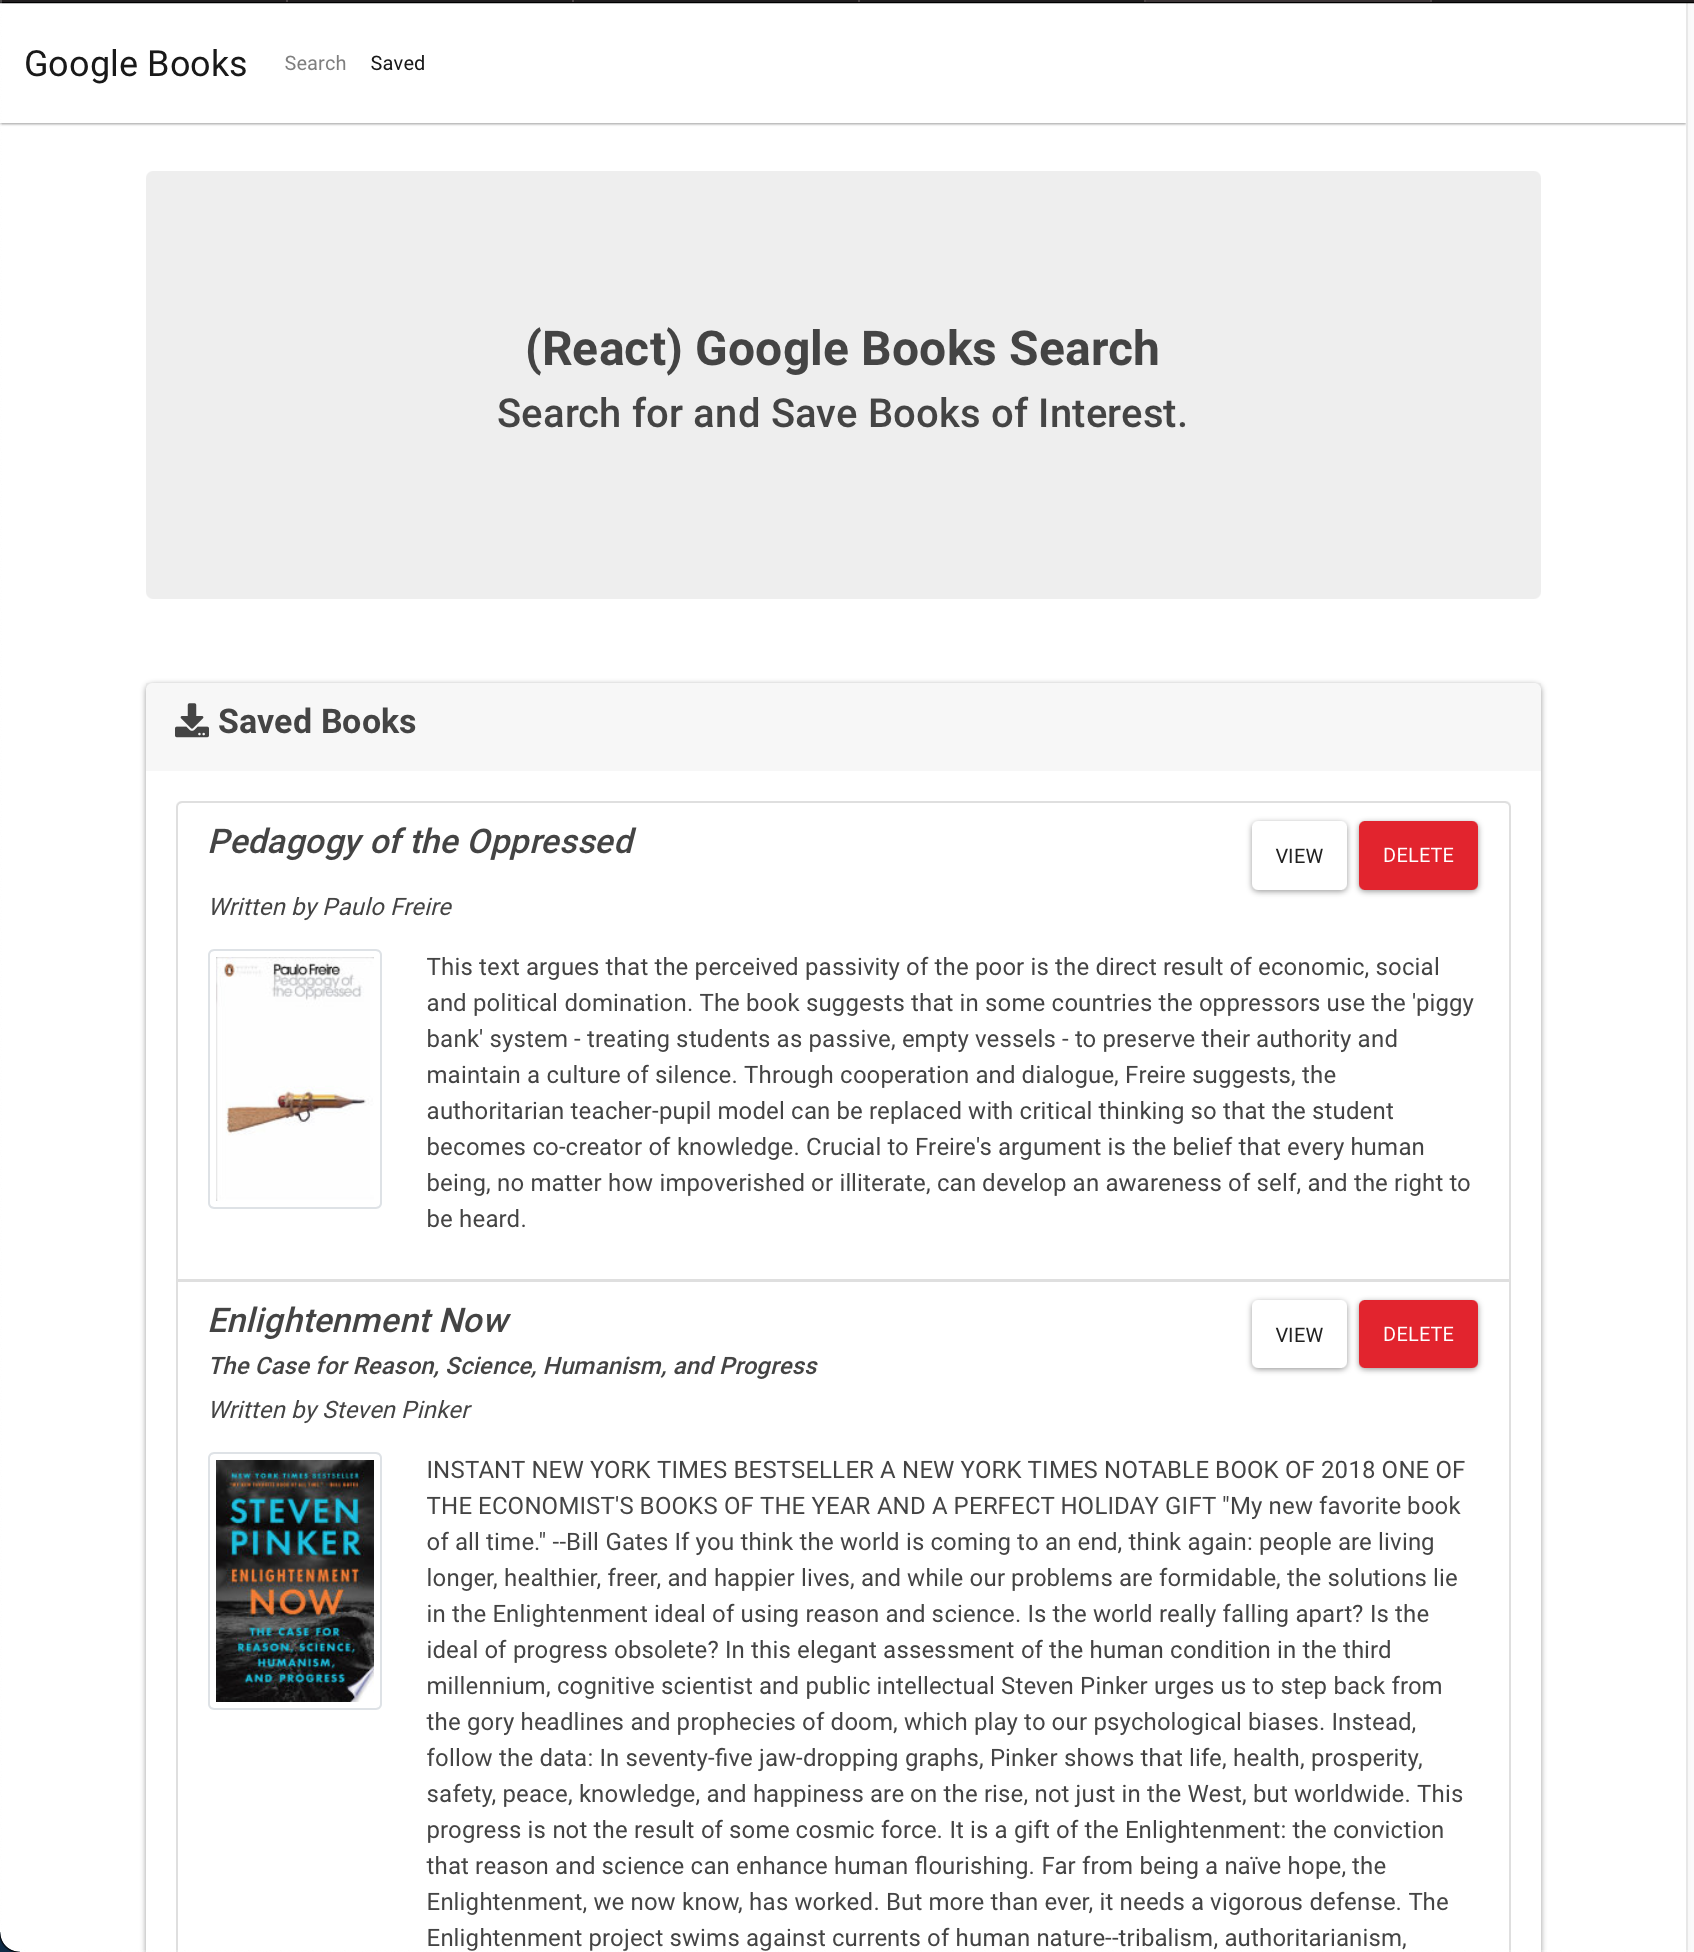 Google Books Search Saved
(React) Google Books Search
Search for and Save Books of Interest.
Saved Books
Pedagogy of the Oppressed
VIEW DELETE
Written by Paulo Freire
Paulo Freire
Pedagogy of
the Oppressed
This text argues that the perceived passivity of the poor is the direct result of economic, social
and political domination. The book suggests that in some countries the oppressors use the 'piggy
bank' system - treating students as passive, empty vessels - to preserve their authority and
maintain a culture of silence. Through cooperation and dialogue, Freire suggests, the
authoritarian teacher-pupil model can be replaced with critical thinking so that the student
becomes co-creator of knowledge. Crucial to Freire's argument is the belief that every human
being, no matter how impoverished or illiterate, can develop an awareness of self, and the right to
be heard.
Enlightenment Now
VIEW DELETE
The Case for Reason, Science, Humanism, and Progress
Written by Steven Pinker
NEW YORK TIMES BESTSELLER
"MY NEW FAVORITE BOOK OF ALL TIME." —BILL GATES
STEVEN
PINKER
ENLIGHTENMENT
NOW
THE CASE FOR
REASON, SCIENCE,
HUMANISM,
AND PROGRESS
INSTANT NEW YORK TIMES BESTSELLER A NEW YORK TIMES NOTABLE BOOK OF 2018 ONE OF
THE ECONOMIST'S BOOKS OF THE YEAR AND A PERFECT HOLIDAY GIFT "My new favorite book
of all time." --Bill Gates If you think the world is coming to an end, think again: people are living
longer, healthier, freer, and happier lives, and while our problems are formidable, the solutions lie
in the Enlightenment ideal of using reason and science. Is the world really falling apart? Is the
ideal of progress obsolete? In this elegant assessment of the human condition in the third
millennium, cognitive scientist and public intellectual Steven Pinker urges us to step back from
the gory headlines and prophecies of doom, which play to our psychological biases. Instead,
follow the data: In seventy-five jaw-dropping graphs, Pinker shows that life, health, prosperity,
safety, peace, knowledge, and happiness are on the rise, not just in the West, but worldwide. This
progress is not the result of some cosmic force. It is a gift of the Enlightenment: the conviction
that reason and science can enhance human flourishing. Far from being a naïve hope, the
Enlightenment, we now know, has worked. But more than ever, it needs a vigorous defense. The
Enlightenment project swims against currents of human nature--tribalism, authoritarianism,